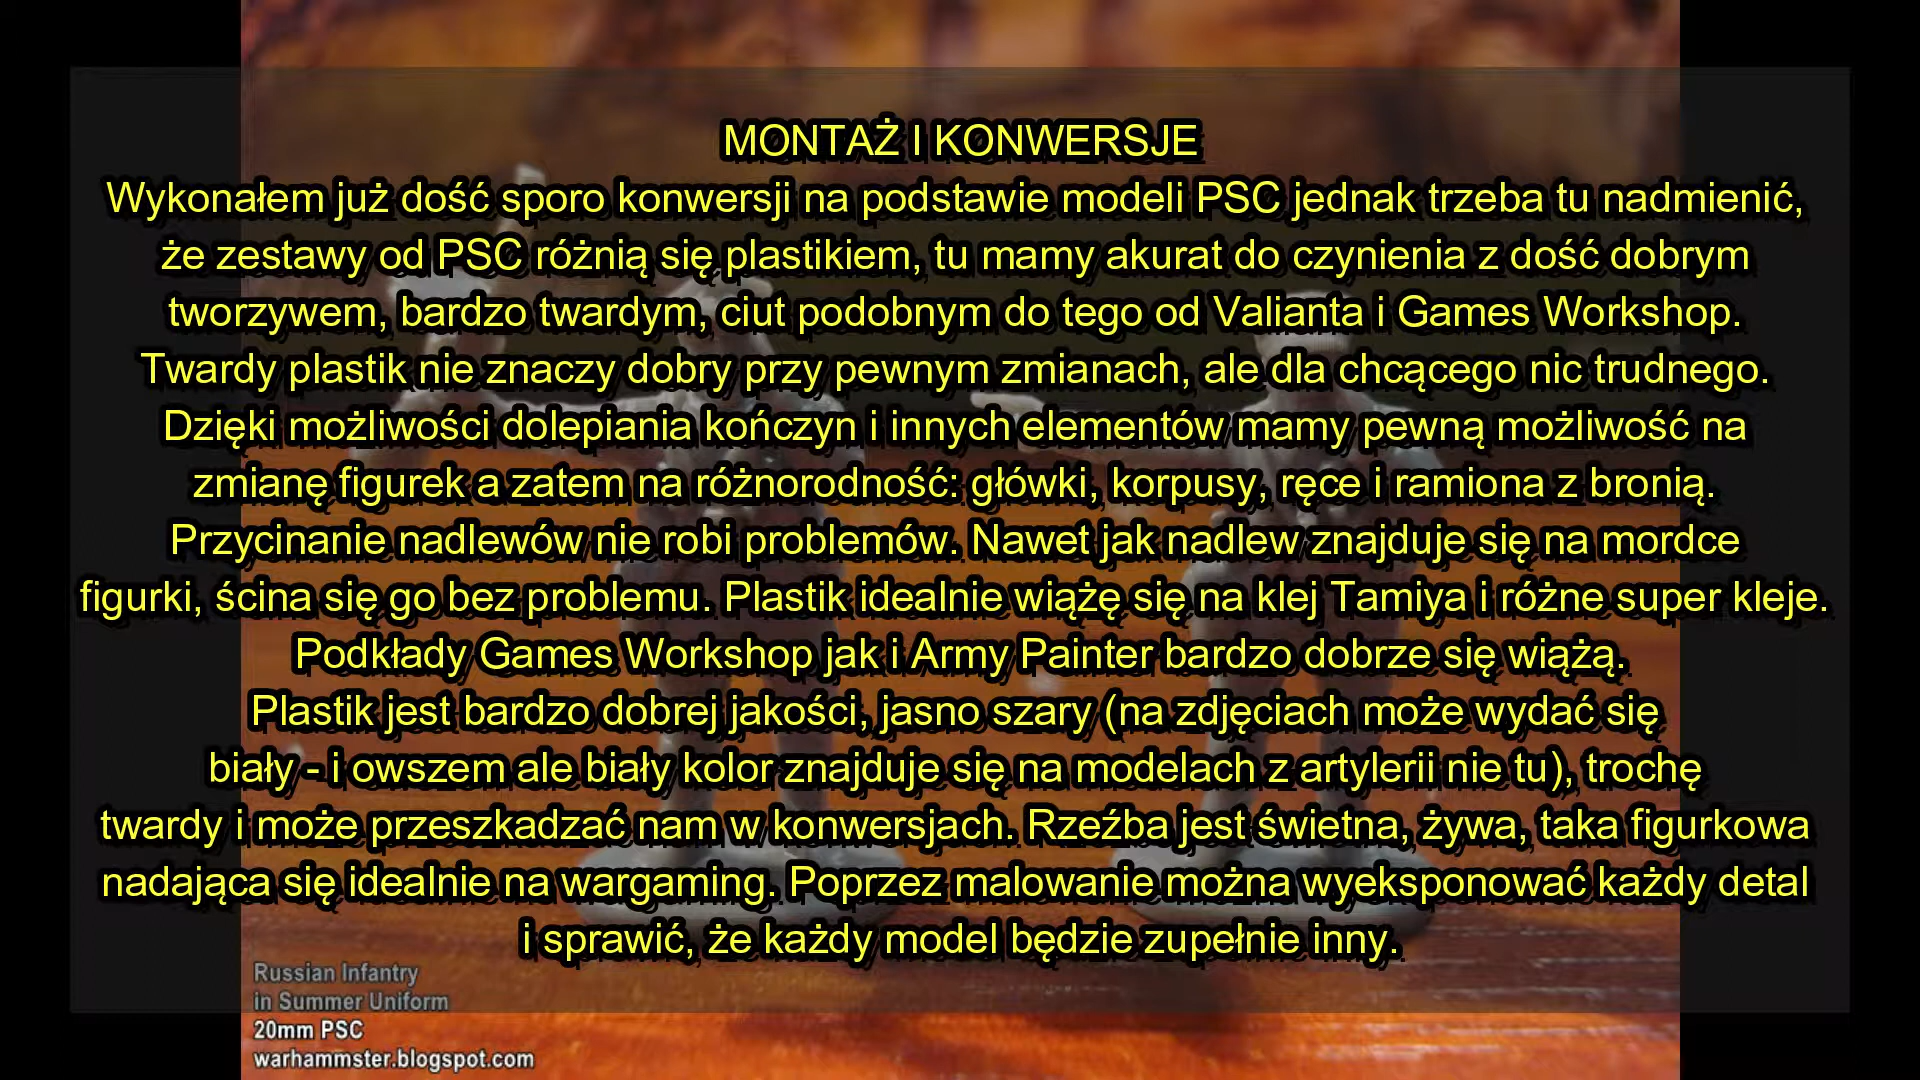 MONTAŻ I KONWERSJE
Wykonałem już dość sporo konwersji na podstawie modeli PSC jednak trzeba tu nadmienić,
że zestawy od PSC różnią się plastikiem, tu mamy akurat do czynienia z dość dobrym
tworzywem, bardzo twardym, ciut podobnym do tego od Valianta i Games Workshop.
Twardy plastik nie znaczy dobry przy pewnym zmianach, ale dla chcącego nic trudnego.
Dzięki możliwości dolepiania kończyn i innych elementów mamy pewną możliwość na
zmianę figurek a zatem na różnorodność: główki, korpusy, ręce i ramiona z bronią.
Przycinanie nadlewów nie robi problemów. Nawet jak nadlew znajduje się na mordce
figurki, ścina się go bez problemu. Plastik idealnie wiążę się na klej Tamiya i różne super kleje.
Podkłady Games Workshop jak i Army Painter bardzo dobrze się wiążą.
Plastik jest bardzo dobrej jakości, jasno szary (na zdjęciach może wydać się
biały - i owszem ale biały kolor znajduje się na modelach z artylerii nie tu), trochę
twardy i może przeszkadzać nam w konwersjach. Rzeźba jest świetna, żywa, taka figurkowa
nadająca się idealnie na wargaming. Poprzez malowanie można wyeksponować każdy detal
i sprawić, że każdy model będzie zupełnie inny.
Russian Infantry
in Summer Uniform
20mm PSC
warhammster.blogspot.com